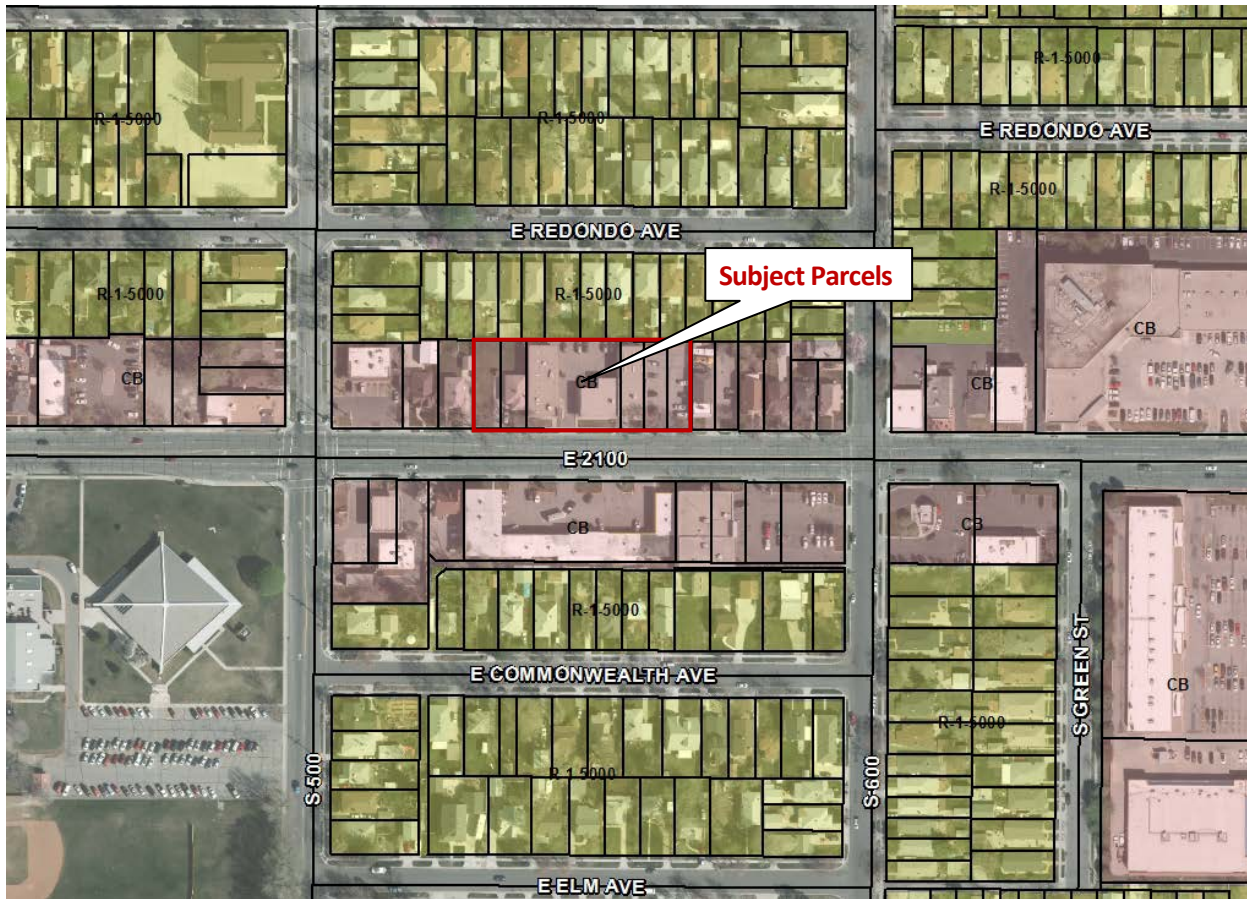 R-1-5000
R-1-5000
R-1-5000
E REDONDO AVE
R-1-5000
E REDONDO AVE
Subject Parcels
R-1-5000
R-1-5000
CB
CB
CB
CB
E 2100
CB
CB
R-1-5000
E COMMONWEALTH AVE
S GREEN ST
CB
R-1-5000
R-1-5000
S 500
S 600
E ELM AVE